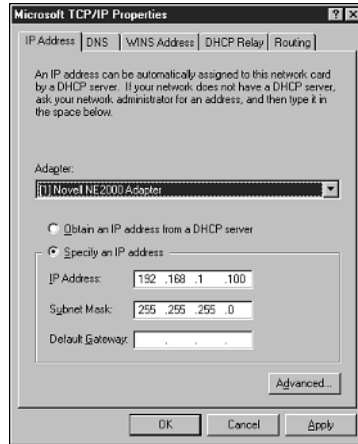 Microsoft TCP/IP Properties
IP Address DNS WINS Address DHCP Relay Routing
An IP address can be automatically assigned to this network card
by a DHCP server. If your network does not have a DHCP server,
ask your network administrator for an address, and then type it in
the space below.
Adapter:
[1] Novell NE2000 Adapter
Obtain an IP address from a DHCP server
Specify an IP address
IP Address: 192 .168 .1 .100
Subnet Mask: 255 .255 .255 .0
Default Gateway: . . .
Advanced...
OK Cancel Apply